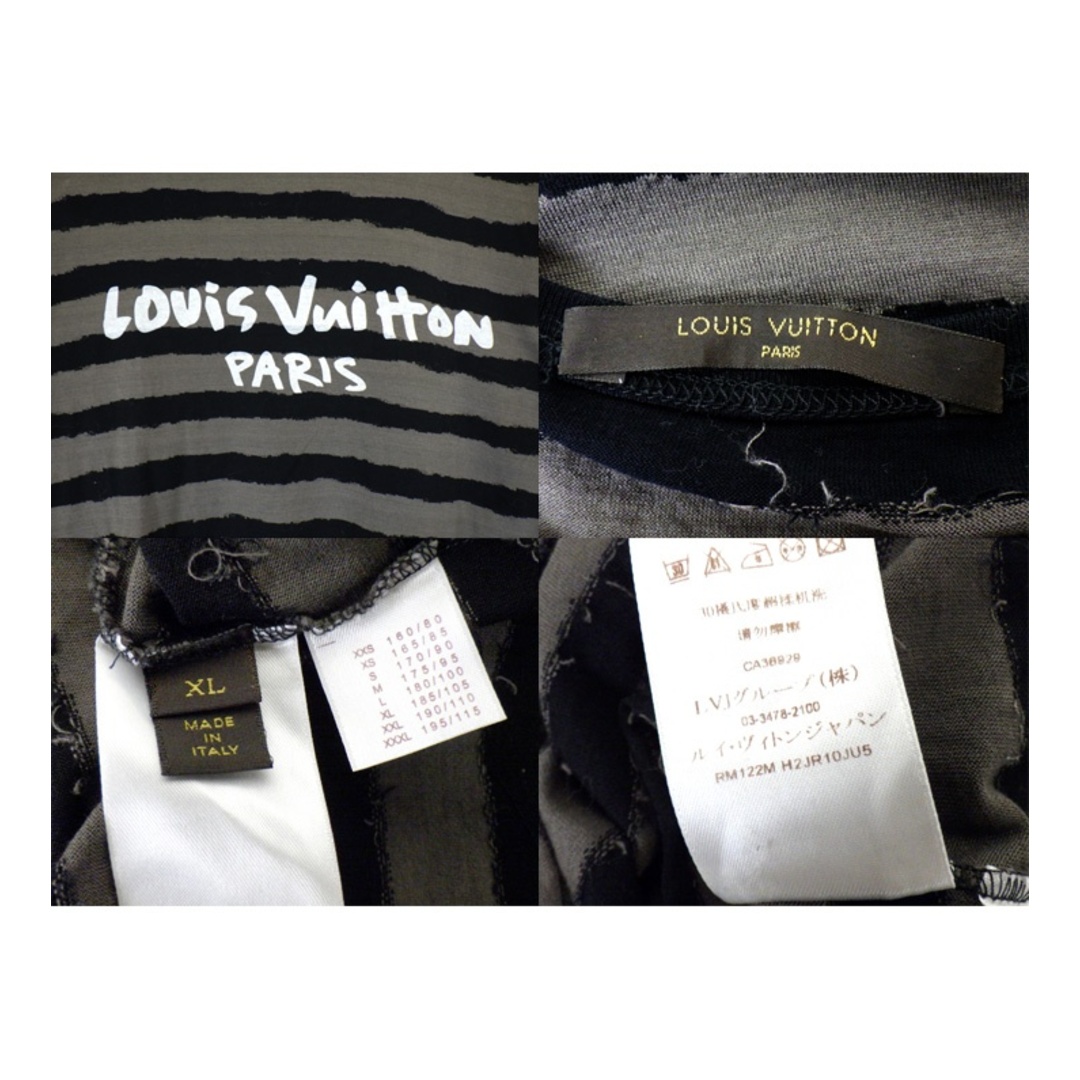 LOUIS VUITTON
PARIS
LOUIS VUITTON
PARIS
XL
MADE
IN
ITALY
XXS 160/80
XS 165/85
S 170/90
M 175/95
L 180/100
XL 185/105
XXL 190/110
XXXL 195/115
30
CA36929
LVJグループ(株)
03-3478-2100
ルイ・ヴィトンジャパン
RM122M H2JR10JU5